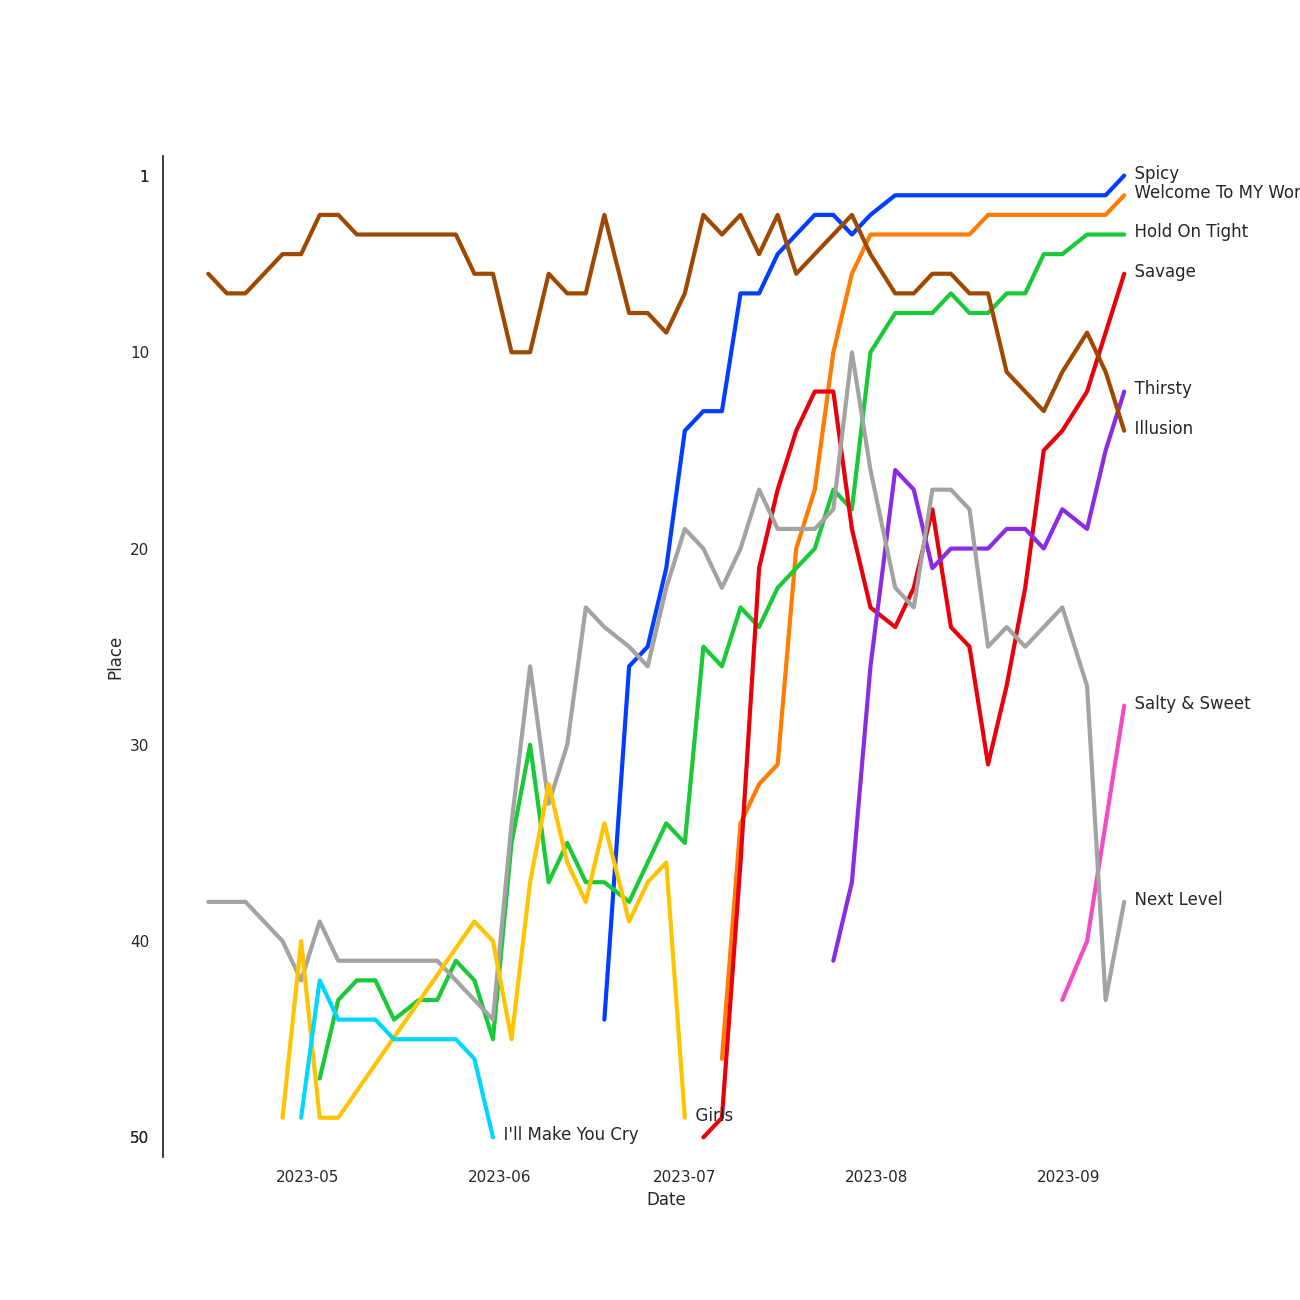 1
10
20
30
40
50
Place
Spicy
Welcome To MY Wor
Hold On Tight
Savage
Thirsty
Illusion
Salty & Sweet
Next Level
Girls
I'll Make You Cry
2023-05
2023-06
2023-07
2023-08
2023-09
Date